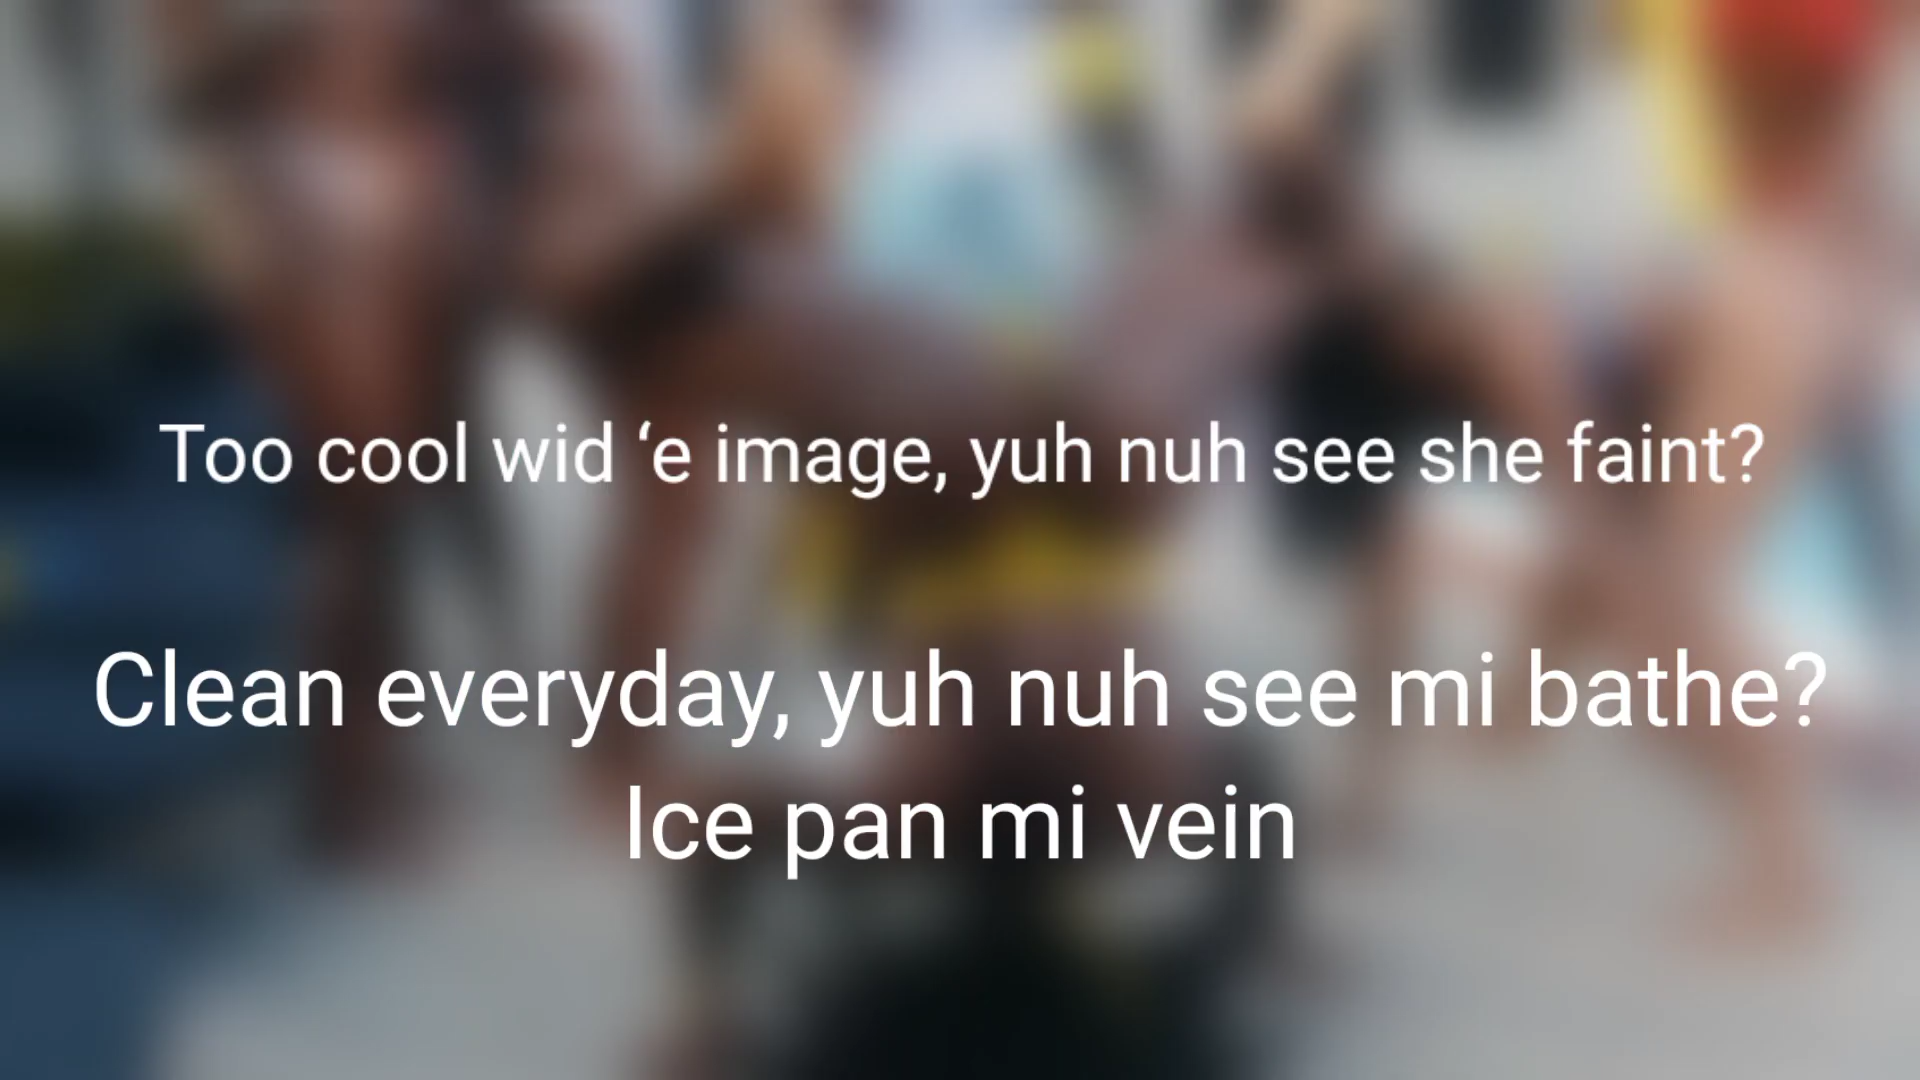 Too cool wid ‘e image, yuh nuh see she faint?
Clean everyday, yuh nuh see mi bathe?
Ice pan mi vein